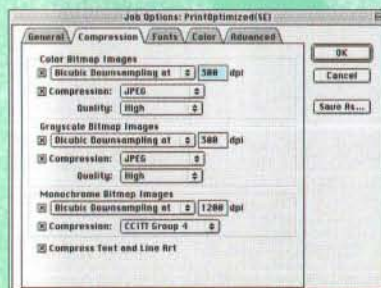 Job Options: PrintOptimized(SE)
General Compression Fonts Color Advanced
Color Bitmap Images
Bicubic Downsampling at 300 dpi
Compression: JPEG
Quality: High
Grayscale Bitmap Images
Bicubic Downsampling at 300 dpi
Compression: JPEG
Quality: High
Monochrome Bitmap Images
Bicubic Downsampling at 1200 dpi
Compression: CCITT Group 4
Compress Text and Line Art
OK
Cancel
Save As...